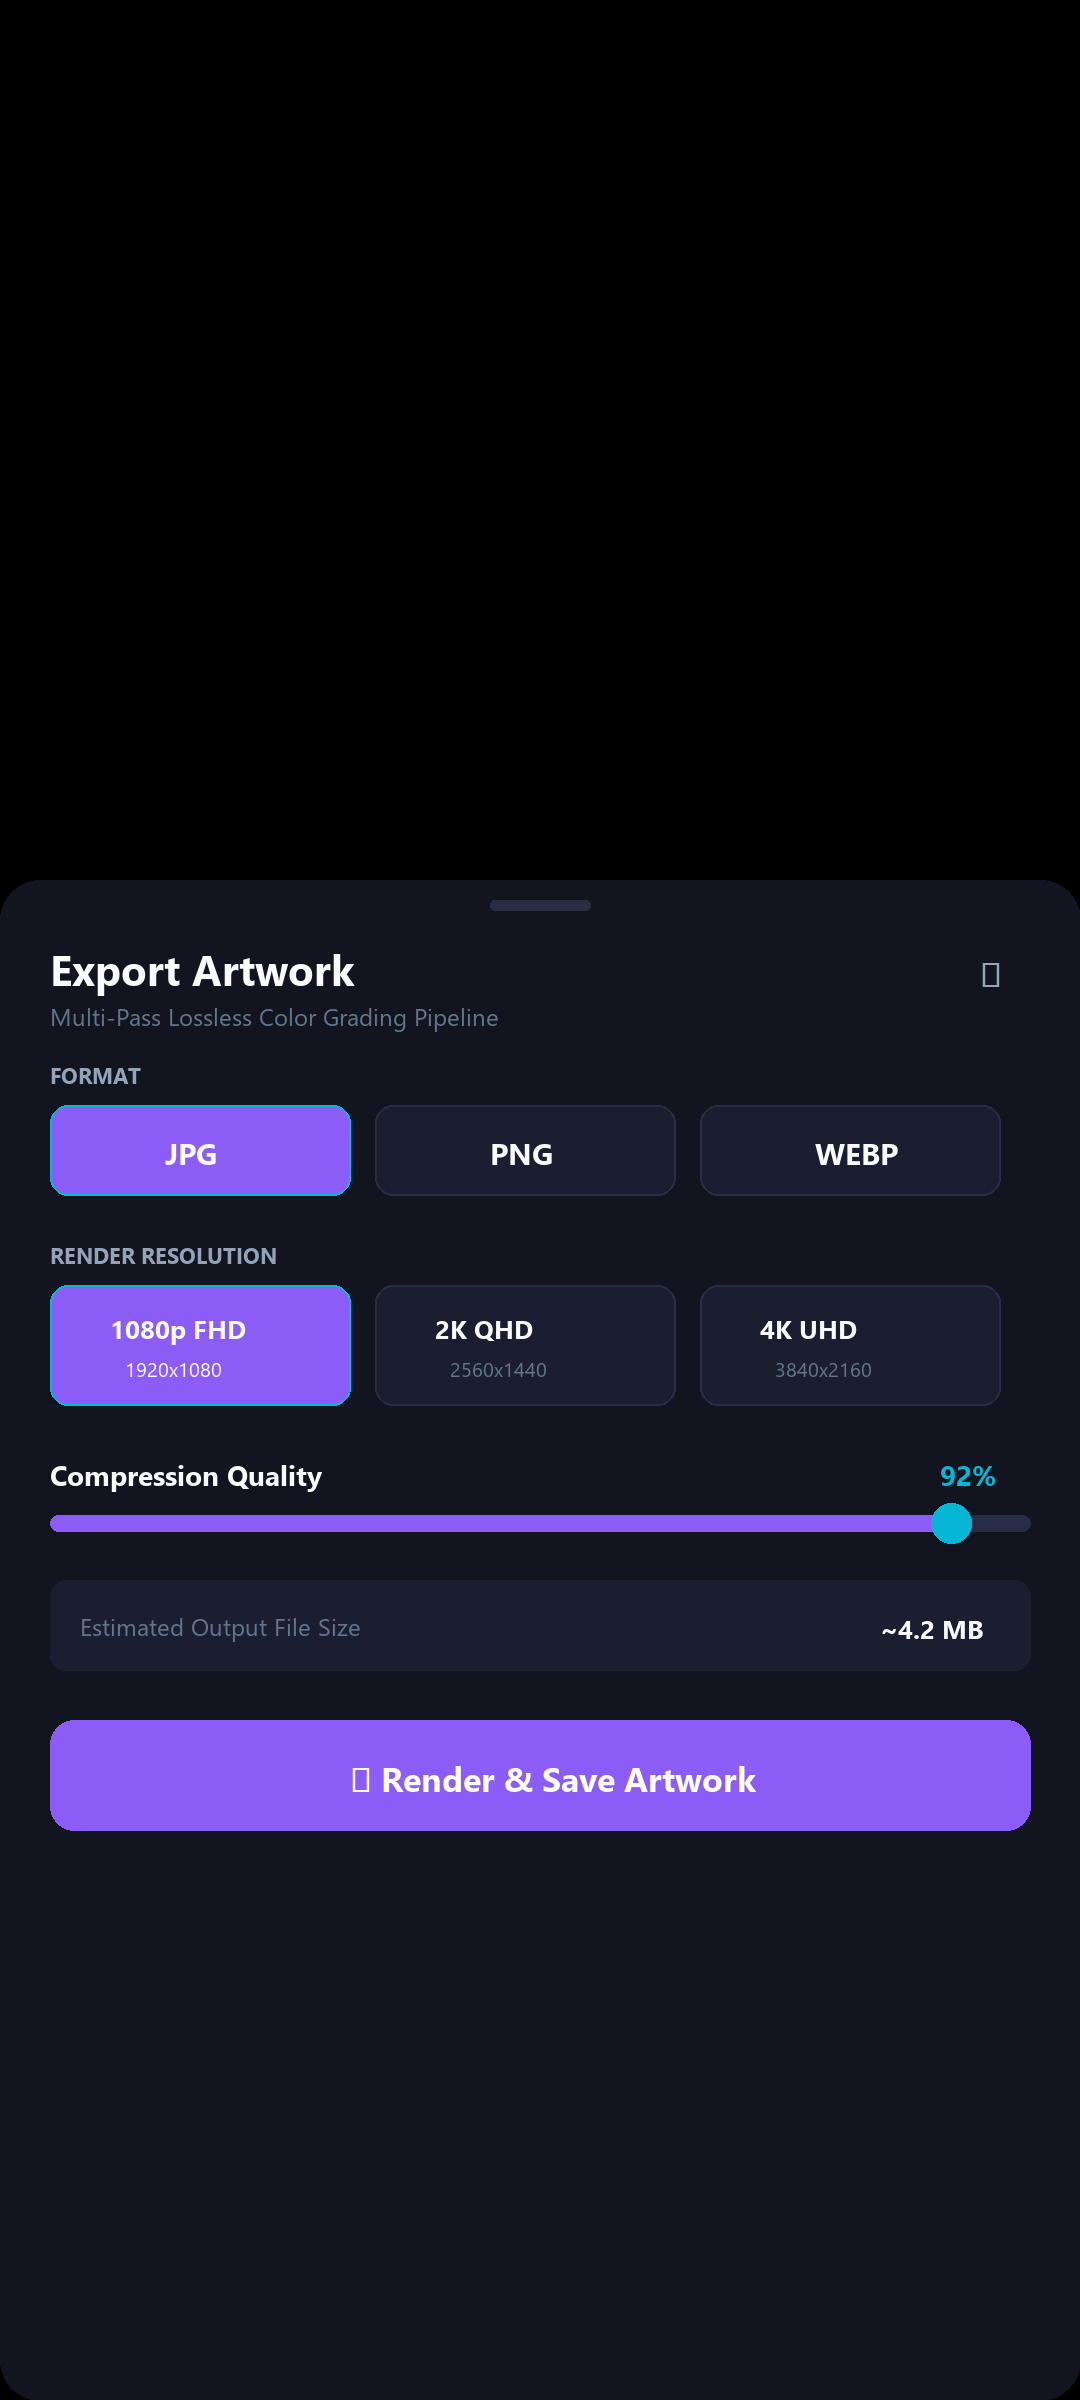 Export Artwork
Multi-Pass Lossless Color Grading Pipeline
FORMAT
JPG PNG WEBP
RENDER RESOLUTION
1080p FHD 2K QHD 4K UHD
1920x1080 2560x1440 3840x2160
Compression Quality 92%
Estimated Output File Size ~4.2 MB
Render & Save Artwork